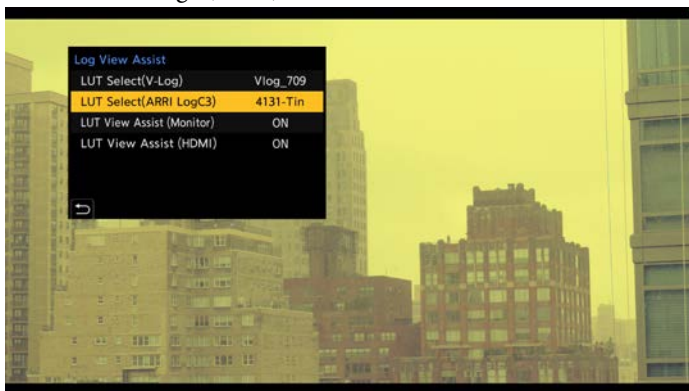 Log View Assist
LUT Select(V-Log) Vlog_709
LUT Select(ARRI LogC3) 4131-Tin
LUT View Assist (Monitor) ON
LUT View Assist (HDMI) ON